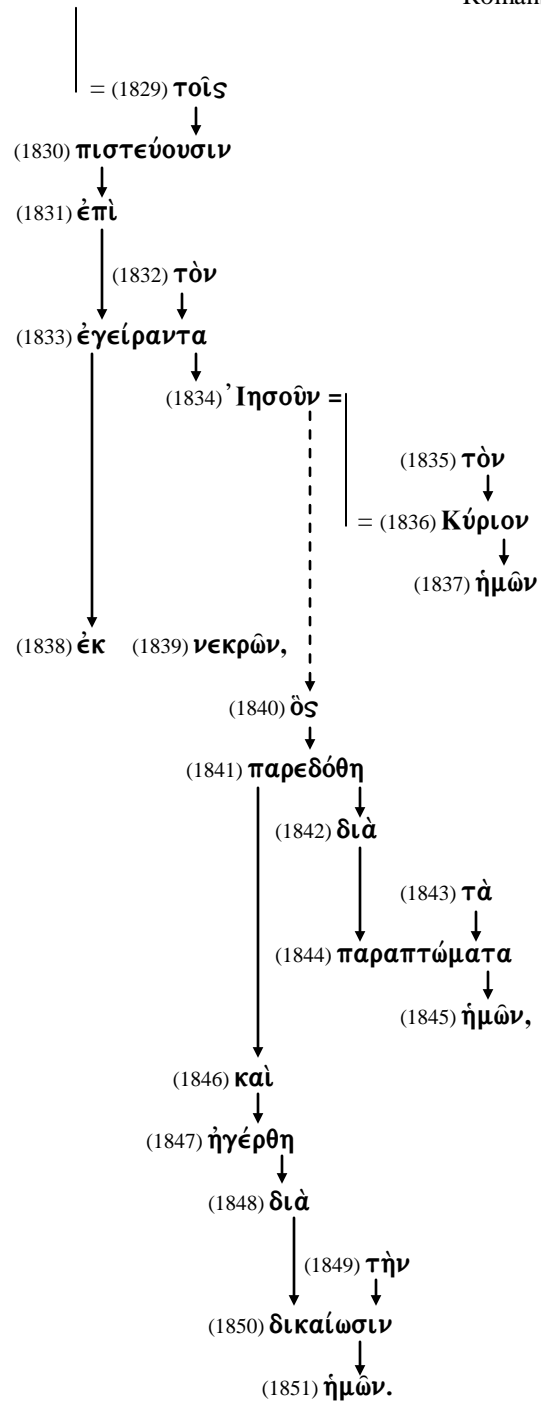 = (1829) τοῖς
(1830) πιστεύουσιν
(1831) ἐπὶ
(1832) τὸν
(1833) ἐγείραντα
(1834) Ἰησοῦν =
(1835) τὸν
= (1836) Κύριον
(1837) ἡμῶν
(1838) ἐκ (1839) νεκρῶν,
(1840) ὃς
(1841) παρεδόθη
(1842) διὰ
(1843) τὰ
(1844) παραπτώματα
(1845) ἡμῶν,
(1846) καὶ
(1847) ἠγέρθη
(1848) διὰ
(1849) τὴν
(1850) δικαίωσιν
(1851) ἡμῶν.